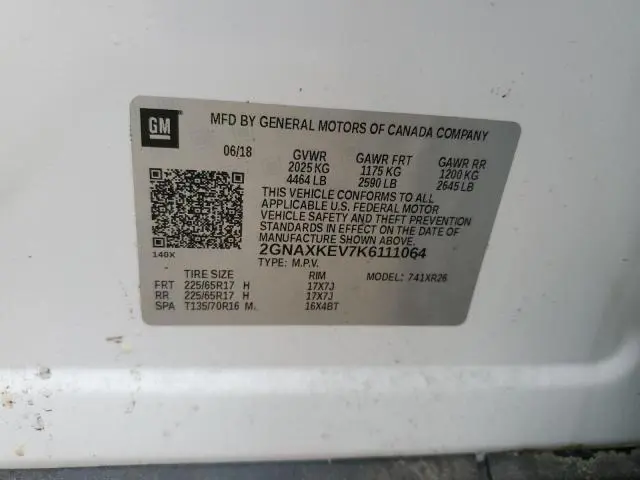 GM
MFD BY GENERAL MOTORS OF CANADA COMPANY
06/18 GVWR GAWR FRT GAWR RR
2025 KG 1175 KG 1200 KG
4464 LB 2590 LB 2645 LB
THIS VEHICLE CONFORMS TO ALL
APPLICABLE U.S. FEDERAL MOTOR
VEHICLE SAFETY AND THEFT PREVENTION
STANDARDS IN EFFECT ON THE DATE OF
MANUFACTURE SHOWN ABOVE.
140X 2GNAXKEV7K6111064
TYPE: M.P.V.
TIRE SIZE RIM MODEL: 741XR26
FRT 225/65R17 H 17X7J
RR 225/65R17 H 17X7J
SPA T135/70R16 M. 16X4BT